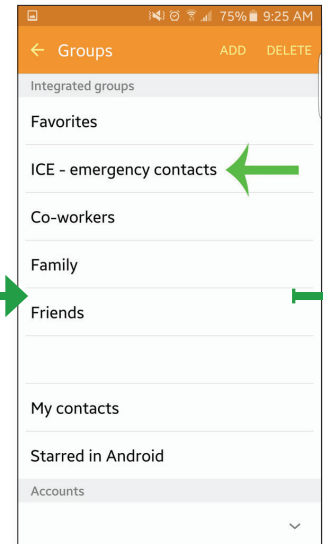 75% 9:25 AM
Groups ADD DELETE
Integrated groups
Favorites
ICE - emergency contacts
Co-workers
Family
Friends
My contacts
Starred in Android
Accounts